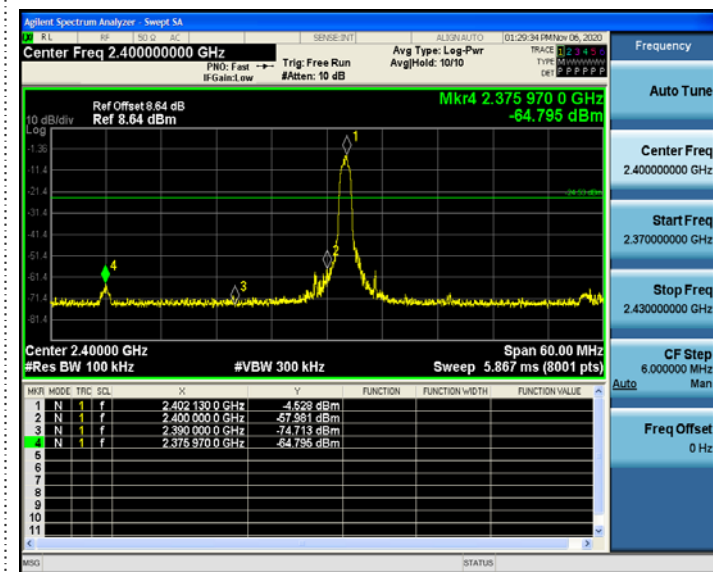 Agilent Spectrum Analyzer - Swept SA
RL RF 50 Ω AC SENSE:INT ALIGN AUTO 01:29:34 PM Nov 06, 2020
Center Freq 2.400000000 GHz
PNO: Fast
IFGain:Low
Trig: Free Run
#Atten: 10 dB
Avg Type: Log-Pwr
Avg|Hold: 10/10
TRACE 1 2 3 4 5 6
TYPE MWWWWW
DET P P P P P P
Frequency
Mkr4 2.375 970 0 GHz
-64.795 dBm
Ref Offset 8.64 dB
10 dB/div Ref 8.64 dBm
Log
-1.36
-11.4
-21.4
-31.4
-41.4
-51.4
-61.4
-71.4
-81.4
-24.53 dBm
1
2
3
4
Center 2.40000 GHz Span 60.00 MHz
#Res BW 100 kHz #VBW 300 kHz Sweep 5.867 ms (8001 pts)
MKR MODE TRC SCL X Y FUNCTION FUNCTION WIDTH FUNCTION VALUE
1 N 1 f 2.402 130 0 GHz -4.528 dBm
2 N 1 f 2.400 000 0 GHz -57.981 dBm
3 N 1 f 2.390 000 0 GHz -74.713 dBm
4 N 1 f 2.375 970 0 GHz -64.795 dBm
5
6
7
8
9
10
11
MSG STATUS
Auto Tune
Center Freq
2.400000000 GHz
Start Freq
2.370000000 GHz
Stop Freq
2.430000000 GHz
CF Step
6.000000 MHz
Auto Man
Freq Offset
0 Hz